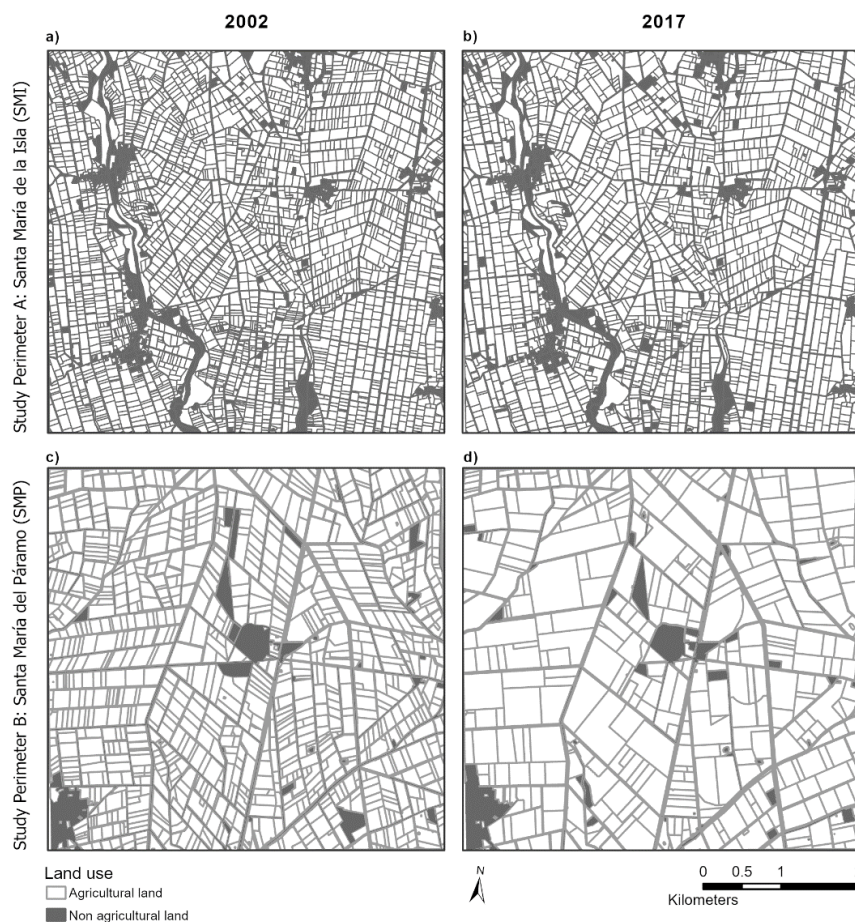 2002 2017
a) b)
Study Perimeter A: Santa María de la Isla (SMI)
c) d)
Study Perimeter B: Santa María del Páramo (SMP)
Land use
Agricultural land
Non agricultural land
N
0 0.5 1
Kilometers